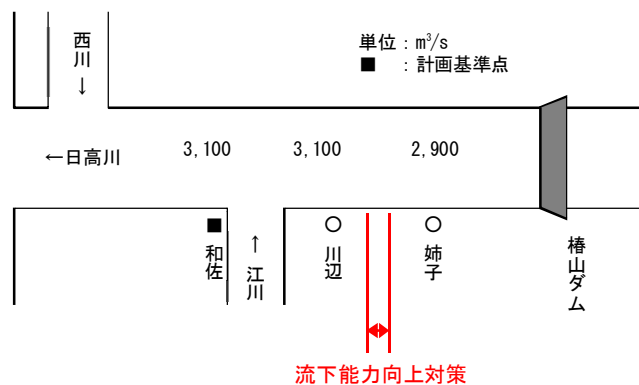 西川
↓
単位：m³/s
■ ：計画基準点
←日高川
3,100
3,100
2,900
■
和佐
↑
江川
○
川辺
○
姉子
椿山ダム
流下能力向上対策